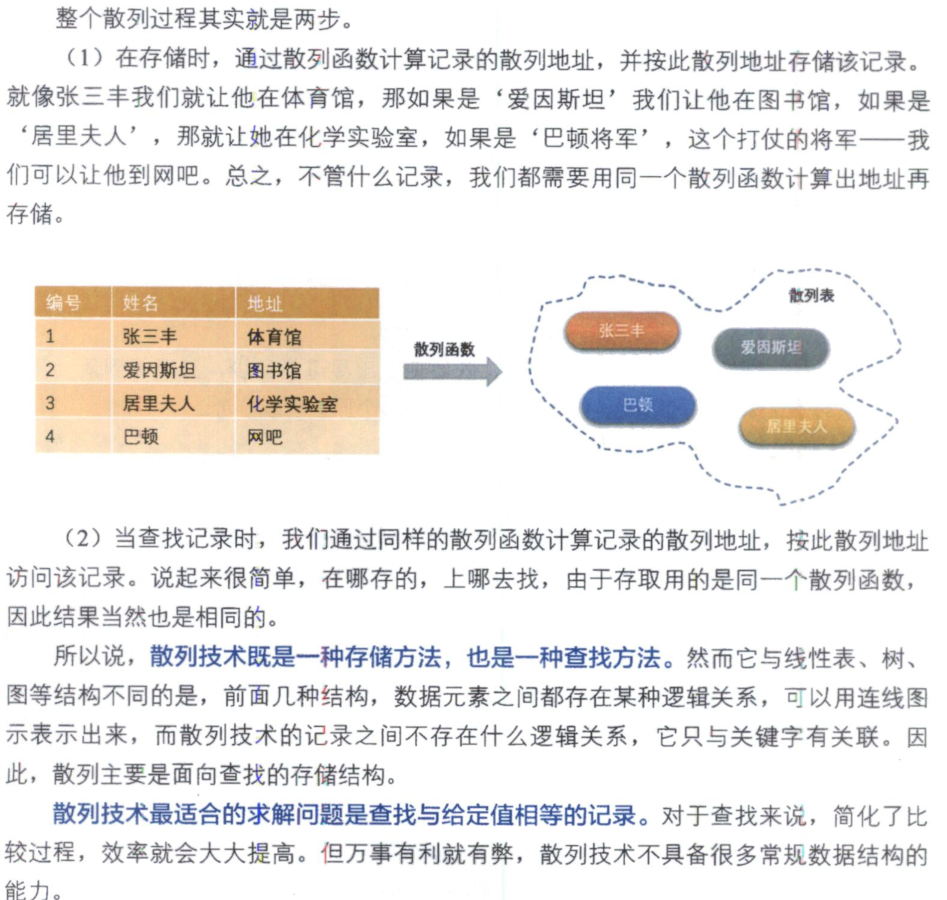 整个散列过程其实就是两步。
（1）在存储时，通过散列函数计算记录的散列地址，并按此散列地址存储该记录。
就像张三丰我们就让他在体育馆，那如果是‘爱因斯坦’我们让他在图书馆，如果是
‘居里夫人’，那就让她在化学实验室，如果是‘巴顿将军’，这个打仗的将军——我
们可以让他到网吧。总之，不管什么记录，我们都需要用同一个散列函数计算出地址再
存储。
编号 姓名 地址
1 张三丰 体育馆
2 爱因斯坦 图书馆
3 居里夫人 化学实验室
4 巴顿 网吧
散列函数
散列表
张三丰
爱因斯坦
巴顿
居里夫人
（2）当查找记录时，我们通过同样的散列函数计算记录的散列地址，按此散列地址
访问该记录。说起来很简单，在哪存的，上哪去找，由于存取用的是同一个散列函数，
因此结果当然也是相同的。
所以说，散列技术既是一种存储方法，也是一种查找方法。然而它与线性表、树、
图等结构不同的是，前面几种结构，数据元素之间都存在某种逻辑关系，可以用连线图
示表示出来，而散列技术的记录之间不存在什么逻辑关系，它只与关键字有关联。因
此，散列主要是面向查找的存储结构。
散列技术最适合的求解问题是查找与给定值相等的记录。对于查找来说，简化了比
较过程，效率就会大大提高。但万事有利就有弊，散列技术不具备很多常规数据结构的
能力。